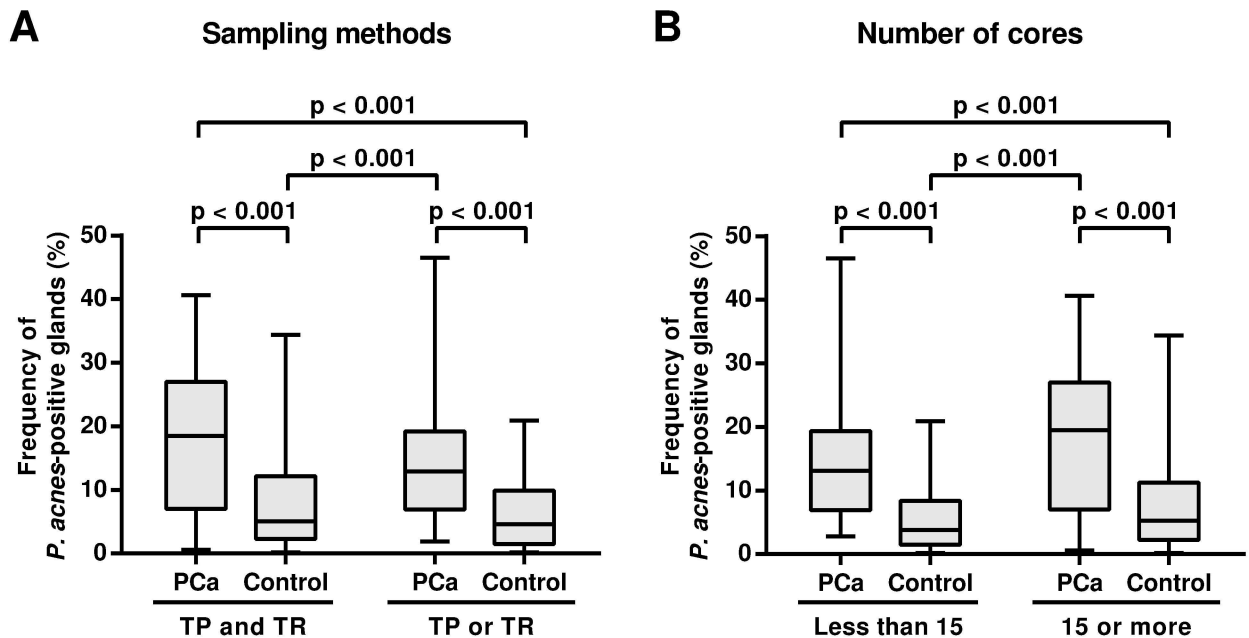 A
Sampling methods
p < 0.001
p < 0.001
p < 0.001
p < 0.001
Frequency of
P. acnes-positive glands (%)
50
40
30
20
10
0
PCa
Control
PCa
Control
TP and TR
TP or TR
B
Number of cores
p < 0.001
p < 0.001
p < 0.001
p < 0.001
Frequency of
P. acnes-positive glands (%)
50
40
30
20
10
0
PCa
Control
PCa
Control
Less than 15
15 or more